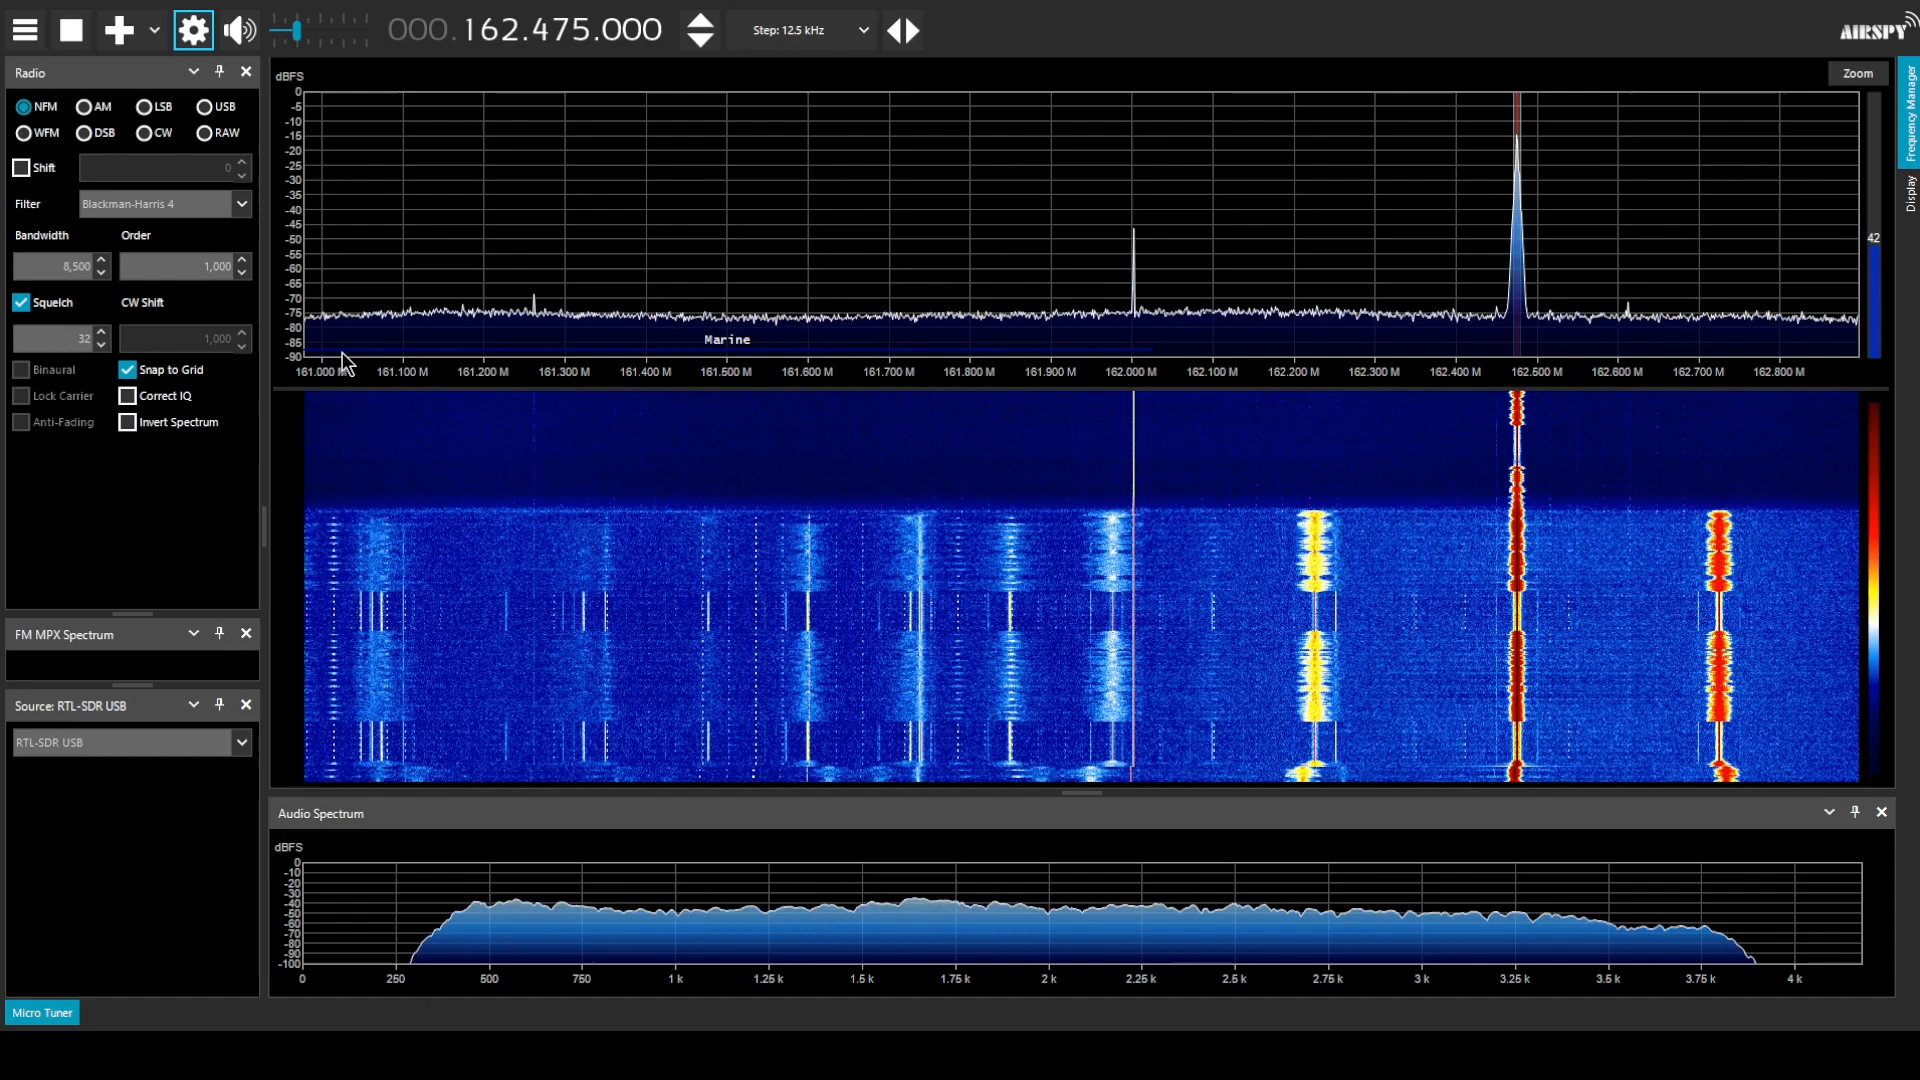 000.162.475.000
Step: 12.5 kHz
AIRSPY
Radio
NFM AM LSB USB
WFM DSB CW RAW
Shift 0
Filter Blackman-Harris 4
Bandwidth Order
8,500 1,000
Squelch CW Shift
32 1,000
Binaural Snap to Grid
Lock Carrier Correct IQ
Anti-Fading Invert Spectrum
FM MPX Spectrum
Source: RTL-SDR USB
RTL-SDR USB
Micro Tuner
dBFS
Zoom
0
-5
-10
-15
-20
-25
-30
-35
-40
-45
-50
-55
-60
-65
-70
-75
-80
-85
-90
42
Marine
161.000 M 161.100 M 161.200 M 161.300 M 161.400 M 161.500 M 161.600 M 161.700 M 161.800 M 161.900 M 162.000 M 162.100 M 162.200 M 162.300 M 162.400 M 162.500 M 162.600 M 162.700 M 162.800 M
Frequency Manager
Display
Audio Spectrum
dBFS
0
-10
-20
-30
-40
-50
-60
-70
-80
-90
-100
0 250 500 750 1 k 1.25 k 1.5 k 1.75 k 2 k 2.25 k 2.5 k 2.75 k 3 k 3.25 k 3.5 k 3.75 k 4 k